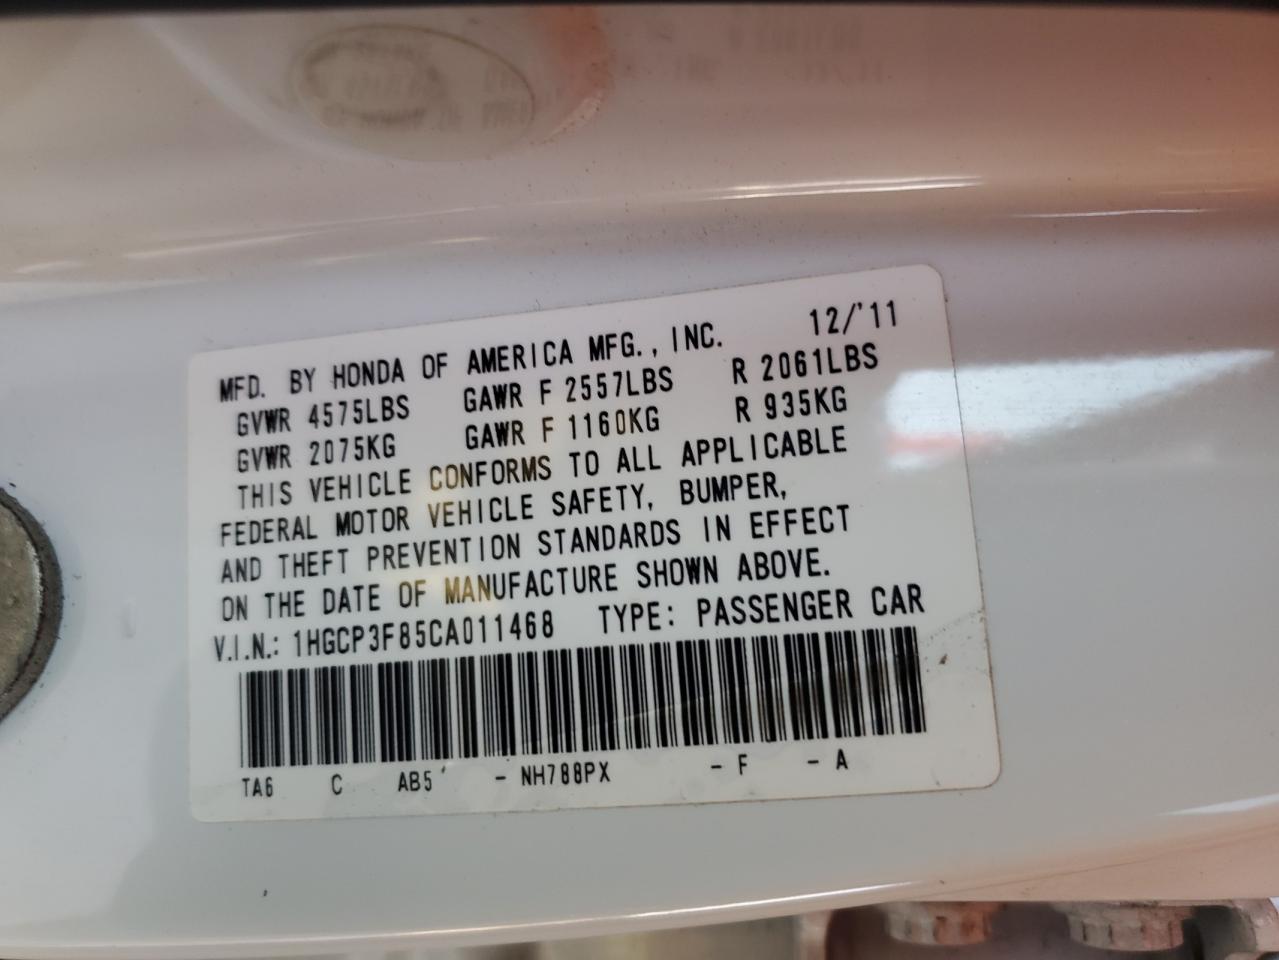 MFD. BY HONDA OF AMERICA MFG., INC. 12/'11
GVWR 4575LBS GAWR F 2557LBS R 2061LBS
GVWR 2075KG GAWR F 1160KG R 935KG
THIS VEHICLE CONFORMS TO ALL APPLICABLE
FEDERAL MOTOR VEHICLE SAFETY, BUMPER,
AND THEFT PREVENTION STANDARDS IN EFFECT
ON THE DATE OF MANUFACTURE SHOWN ABOVE.
V.I.N.: 1HGCP3F85CA011468 TYPE: PASSENGER CAR
TA6 C AB5 - NH788PX - F - A